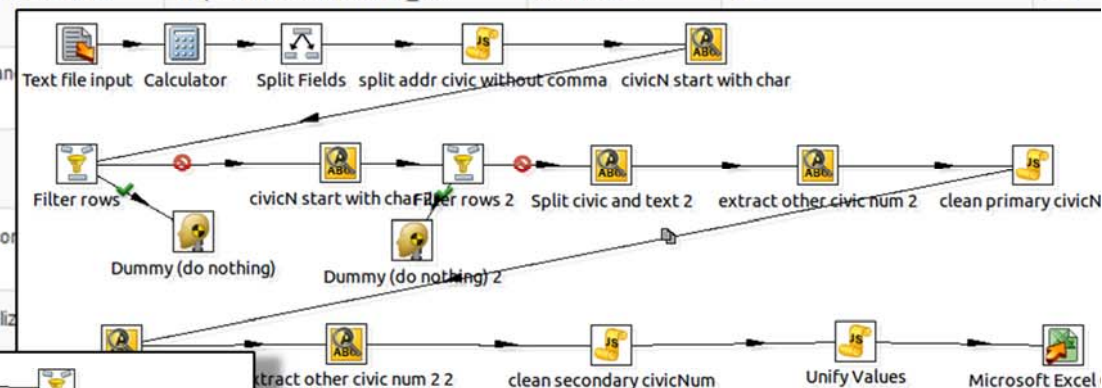 Text file input Calculator Split Fields split addr civic without comma civicN start with char
Filter rows civicN start with char 2 Filter rows 2 Split civic and text 2 extract other civic num 2 clean primary civicN
Dummy (do nothing) Dummy (do nothing) 2
xtract other civic num 2 2 clean secondary civicNum Unify Values Microsoft Excel